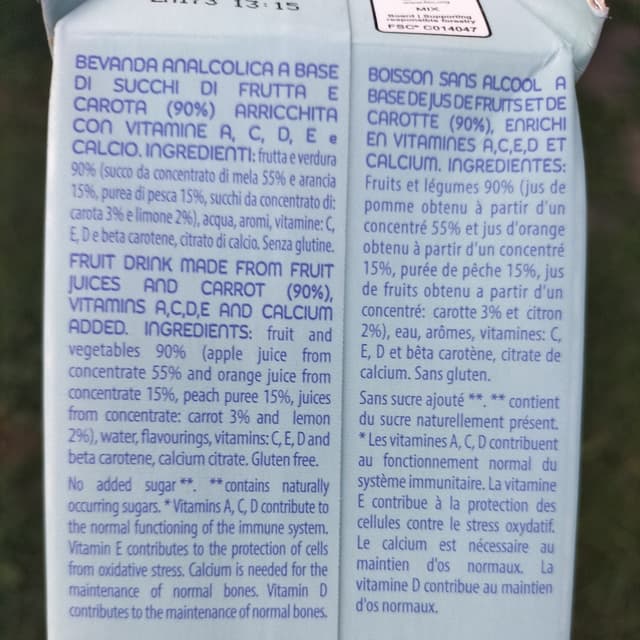 13:15
MIX
Board | Supporting
responsible forestry
FSC® C014047
BEVANDA ANALCOLICA A BASE
DI SUCCHI DI FRUTTA E
CAROTA (90%) ARRICCHITA
CON VITAMINE A, C, D, E e
CALCIO. INGREDIENTI: frutta e verdura
90% (succo da concentrato di mela 55% e arancia
15%, purea di pesca 15%, succhi da concentrato di:
carota 3% e limone 2%), acqua, aromi, vitamine: C,
E, D e beta carotene, citrato di calcio. Senza glutine.
FRUIT DRINK MADE FROM FRUIT
JUICES AND CARROT (90%),
VITAMINS A,C,D,E AND CALCIUM
ADDED. INGREDIENTS: fruit and
vegetables 90% (apple juice from
concentrate 55% and orange juice from
concentrate 15%, peach puree 15%, juices
from concentrate: carrot 3% and lemon
2%), water, flavourings, vitamins: C, E, D and
beta carotene, calcium citrate. Gluten free.
No added sugar**. **contains naturally
occurring sugars. *Vitamins A, C, D contribute to
the normal functioning of the immune system.
Vitamin E contributes to the protection of cells
from oxidative stress. Calcium is needed for the
maintenance of normal bones. Vitamin D
contributes to the maintenance of normal bones.
BOISSON SANS ALCOOL A
BASE DE JUS DE FRUITS ET DE
CAROTTE (90%), ENRICHI
EN VITAMINES A,C,E,D ET
CALCIUM. INGREDIENTES:
Fruits et légumes 90% (jus de
pomme obtenu à partir d'un
concentré 55% et jus d'orange
obtenu à partir d'un concentré
15%, purée de pêche 15%, jus
de fruits obtenu a partir d'un
concentré: carotte 3% et citron
2%), eau, arômes, vitamines: C,
E, D et bêta carotène, citrate de
calcium. Sans gluten.
Sans sucre ajouté **. ** contient
du sucre naturellement présent.
* Les vitamines A, C, D contribuent
au fonctionnement normal du
système immunitaire. La vitamine
E contribue à la protection des
cellules contre le stress oxydatif.
Le calcium est nécessaire au
maintien d'os normaux. La
vitamine D contribue au maintien
d'os normaux.